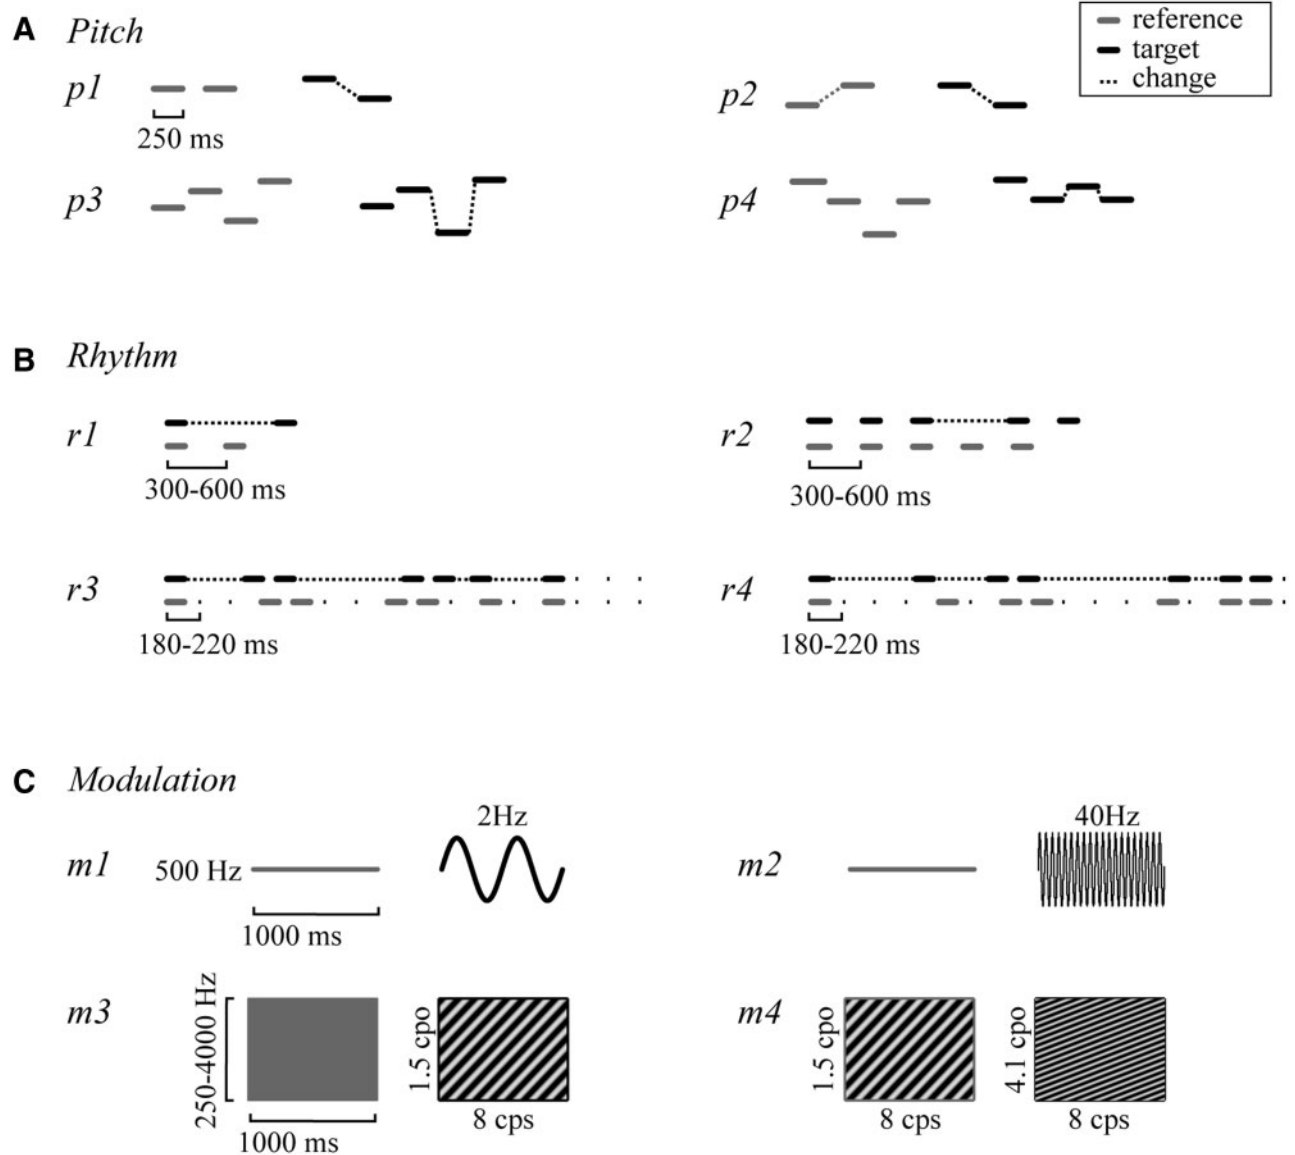 A Pitch
reference
target
change
p1
250 ms
p2
p3
p4
B Rhythm
r1
300-600 ms
r2
300-600 ms
r3
180-220 ms
r4
180-220 ms
C Modulation
m1
500 Hz
1000 ms
2Hz
m2
40Hz
m3
250-4000 Hz
1000 ms
1.5 cpo
8 cps
m4
1.5 cpo
8 cps
4.1 cpo
8 cps